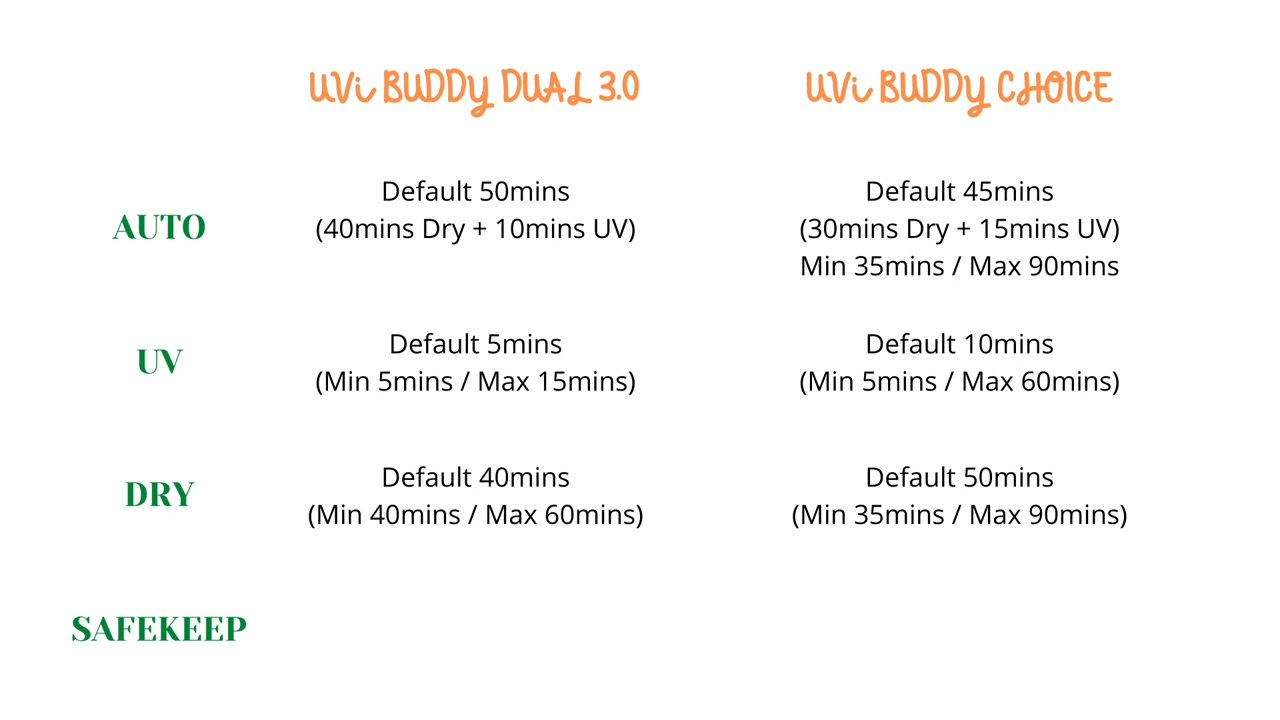 UVi BUDDy DUAL 3.0
UVi BUDDy CHOICE
AUTO
Default 50mins
(40mins Dry + 10mins UV)
Default 45mins
(30mins Dry + 15mins UV)
Min 35mins / Max 90mins
UV
Default 5mins
(Min 5mins / Max 15mins)
Default 10mins
(Min 5mins / Max 60mins)
DRY
Default 40mins
(Min 40mins / Max 60mins)
Default 50mins
(Min 35mins / Max 90mins)
SAFEKEEP